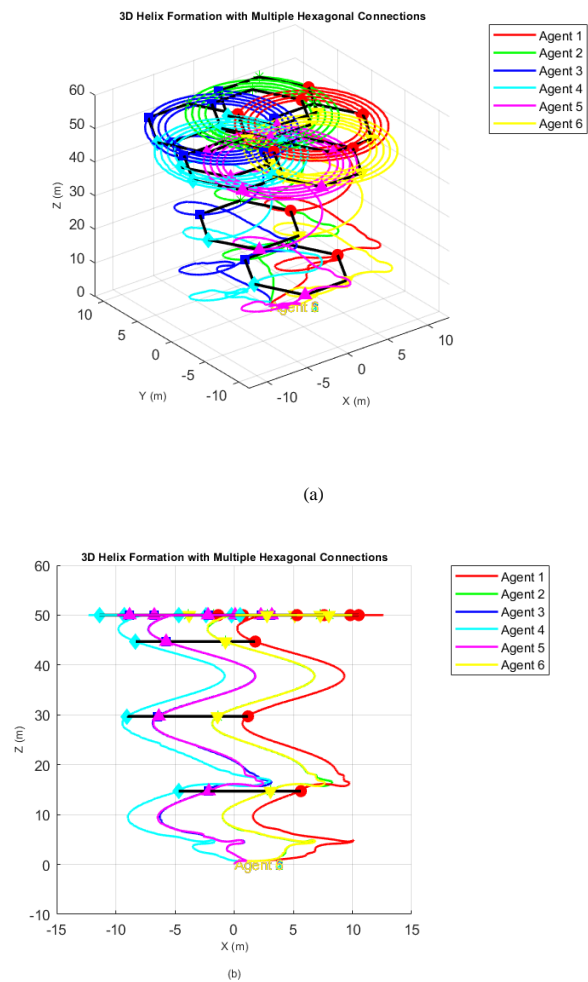 3D Helix Formation with Multiple Hexagonal Connections
Agent 1
Agent 2
Agent 3
Agent 4
Agent 5
Agent 6
60
50
40
30
20
10
0
Z (m)
10
5
0
-5
-10
Y (m)
-10
-5
0
5
10
X (m)
Agent
(a)
3D Helix Formation with Multiple Hexagonal Connections
Agent 1
Agent 2
Agent 3
Agent 4
Agent 5
Agent 6
60
50
40
30
20
10
0
-10
Z (m)
Agent
-15
-10
-5
0
5
10
15
X (m)
(b)